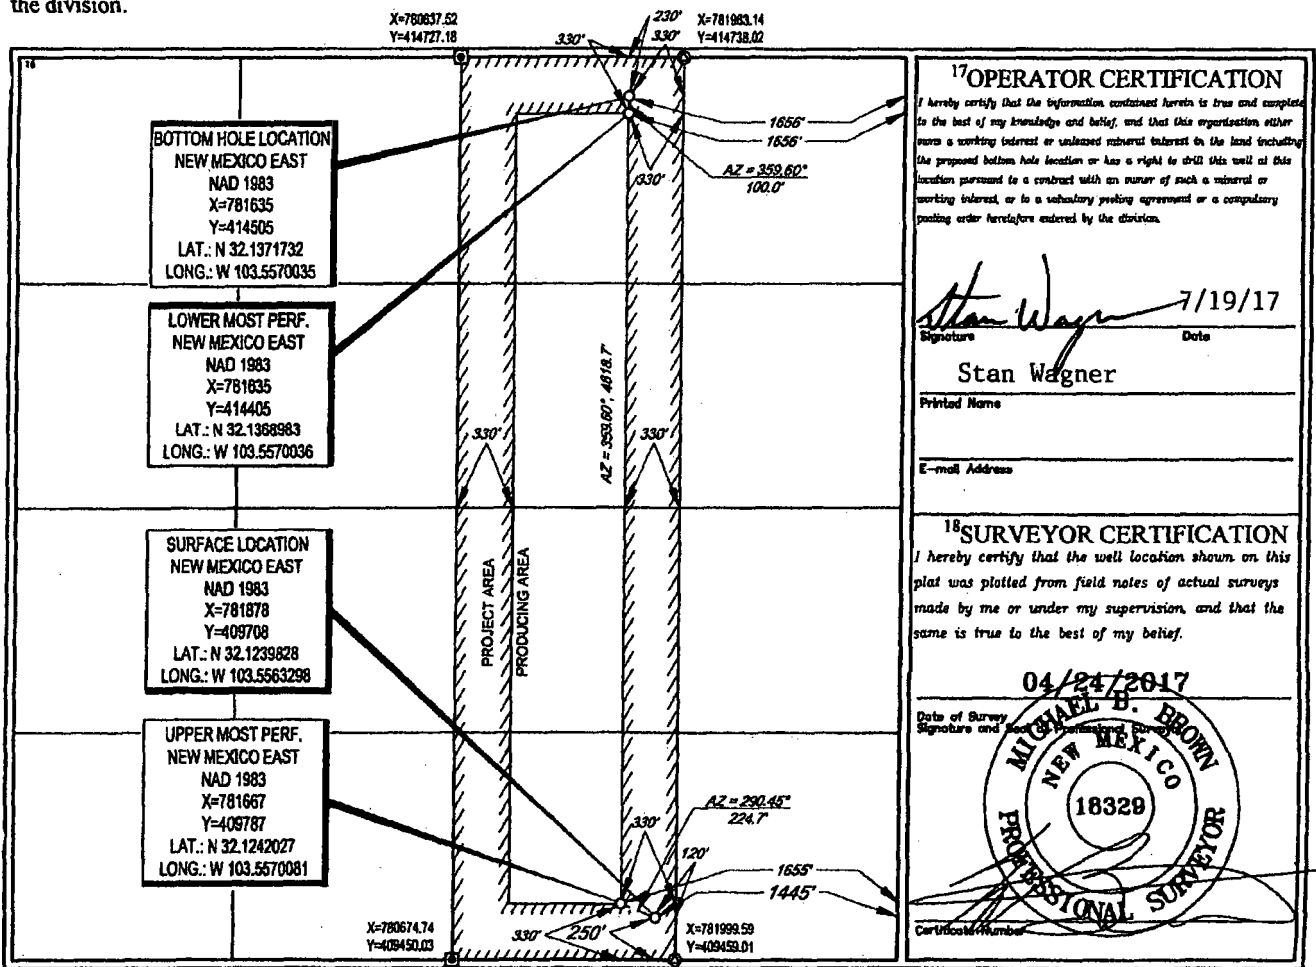 the division.
X=780637.52
Y=414727.18
230'
330'
330'
X=781983.14
Y=414738.02
16
BOTTOM HOLE LOCATION
NEW MEXICO EAST
NAD 1983
X=781635
Y=414505
LAT.: N 32.1371732
LONG.: W 103.5570035
1656'
1656'
330'
AZ = 359.60°
100.0'
LOWER MOST PERF.
NEW MEXICO EAST
NAD 1983
X=781635
Y=414405
LAT.: N 32.1368983
LONG.: W 103.5570036
330'
AZ = 359.60°, 4618.7'
330'
SURFACE LOCATION
NEW MEXICO EAST
NAD 1983
X=781878
Y=409708
LAT.: N 32.1239828
LONG.: W 103.5563298
PROJECT AREA
PRODUCING AREA
UPPER MOST PERF.
NEW MEXICO EAST
NAD 1983
X=781667
Y=409787
LAT.: N 32.1242027
LONG.: W 103.5570081
AZ = 290.45°
224.7'
330'
120'
1655'
1445'
X=780674.74
Y=409450.03
330'
250'
X=781999.59
Y=409459.01
17 OPERATOR CERTIFICATION
I hereby certify that the information contained herein is true and complete
to the best of my knowledge and belief, and that this organization either
owns a working interest or unleased mineral interest in the land including
the proposed bottom hole location or has a right to drill this well at this
location pursuant to a contract with an owner of such a mineral or
working interest, or to a voluntary pooling agreement or a compulsory
pooling order heretofore entered by the division.
Stan Wagner 7/19/17
Signature Date
Stan Wagner
Printed Name
E-mail Address
18 SURVEYOR CERTIFICATION
I hereby certify that the well location shown on this
plat was plotted from field notes of actual surveys
made by me or under my supervision, and that the
same is true to the best of my belief.
04/24/2017
Date of Survey
Signature and Seal of Professional Surveyor
MICHAEL B. BROWN
NEW MEXICO
18329
PROFESSIONAL SURVEYOR
Certificate Number